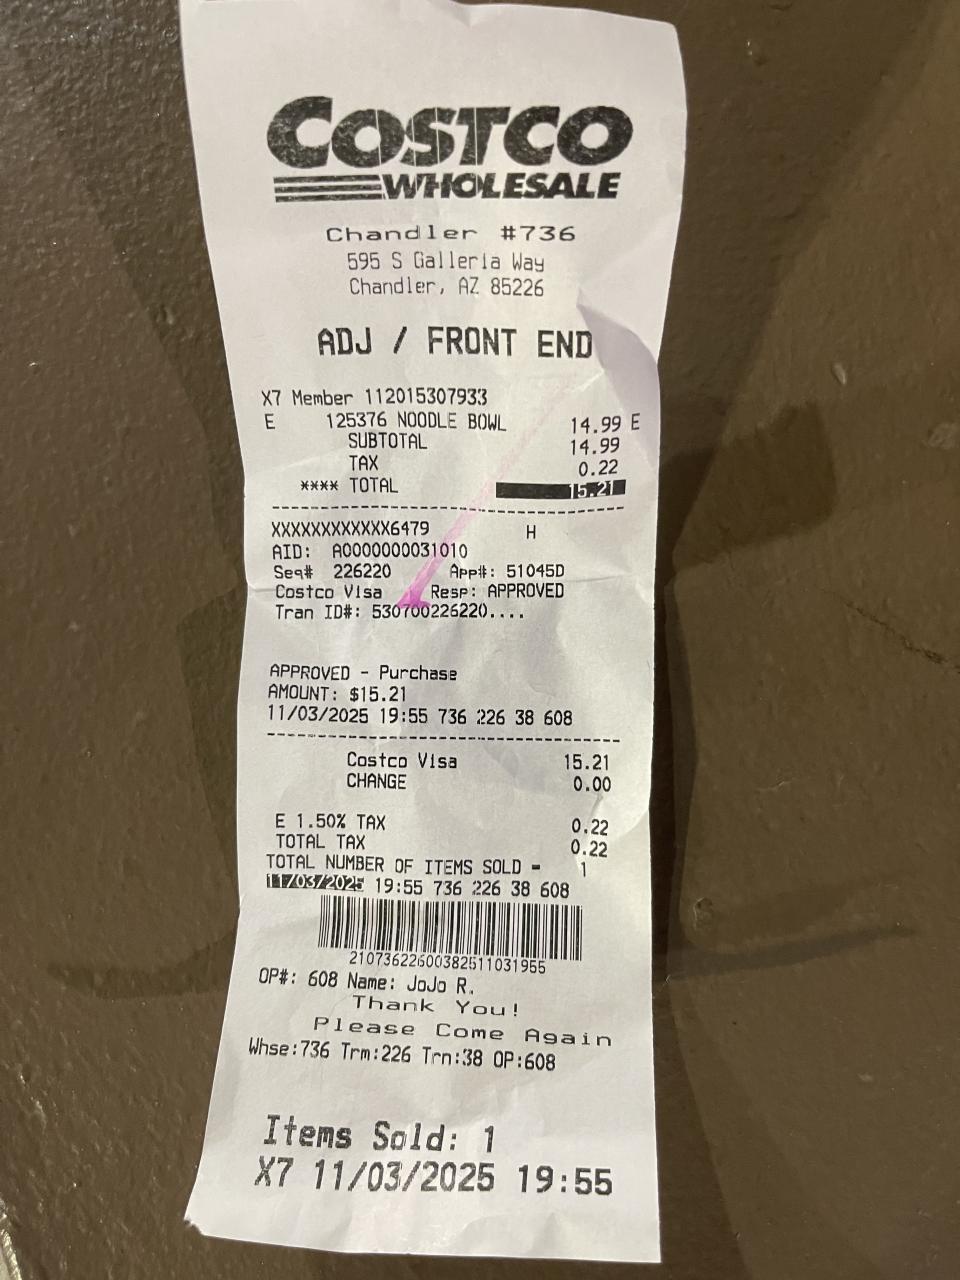 COSTCO
WHOLESALE
Chandler #736
595 S Galleria Way
Chandler, AZ 85226
ADJ / FRONT END
X7 Member 112015307933
E 125376 NOODLE BOWL 14.99 E
SUBTOTAL 14.99
TAX 0.22
**** TOTAL 15.21
XXXXXXXXXXXX6479 H
AID: A0000000031010
Seq# 226220 App#: 51045D
Costco Visa Resp: APPROVED
Tran ID#: 530700226220....
APPROVED - Purchase
AMOUNT: $15.21
11/03/2025 19:55 736 226 38 608
Costco Visa 15.21
CHANGE 0.00
E 1.50% TAX 0.22
TOTAL TAX 0.22
TOTAL NUMBER OF ITEMS SOLD = 1
11/03/2025 19:55 736 226 38 608
21073622600382511031955
OP#: 608 Name: JoJo R.
Thank You!
Please Come Again
Whse:736 Trm:226 Trn:38 OP:608
Items Sold: 1
X7 11/03/2025 19:55